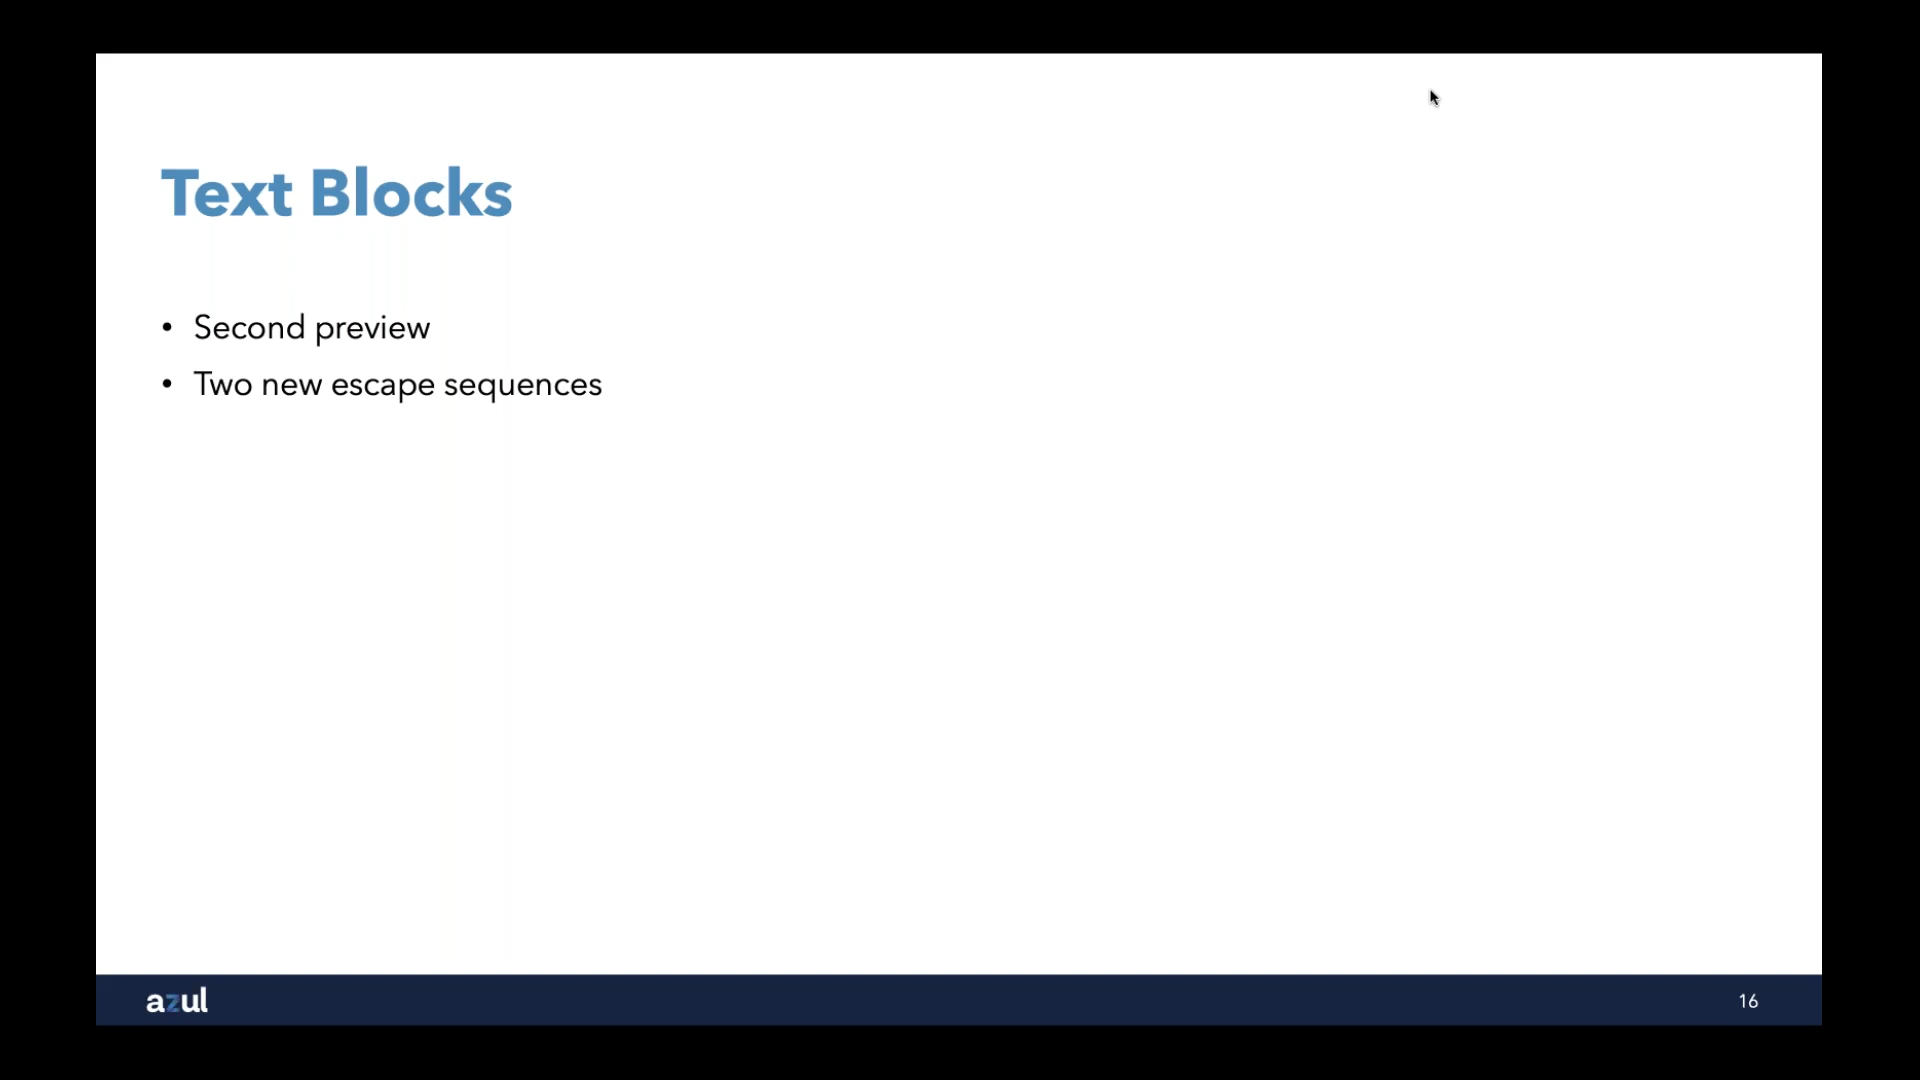 Text Blocks
• Second preview
• Two new escape sequences
azul
16